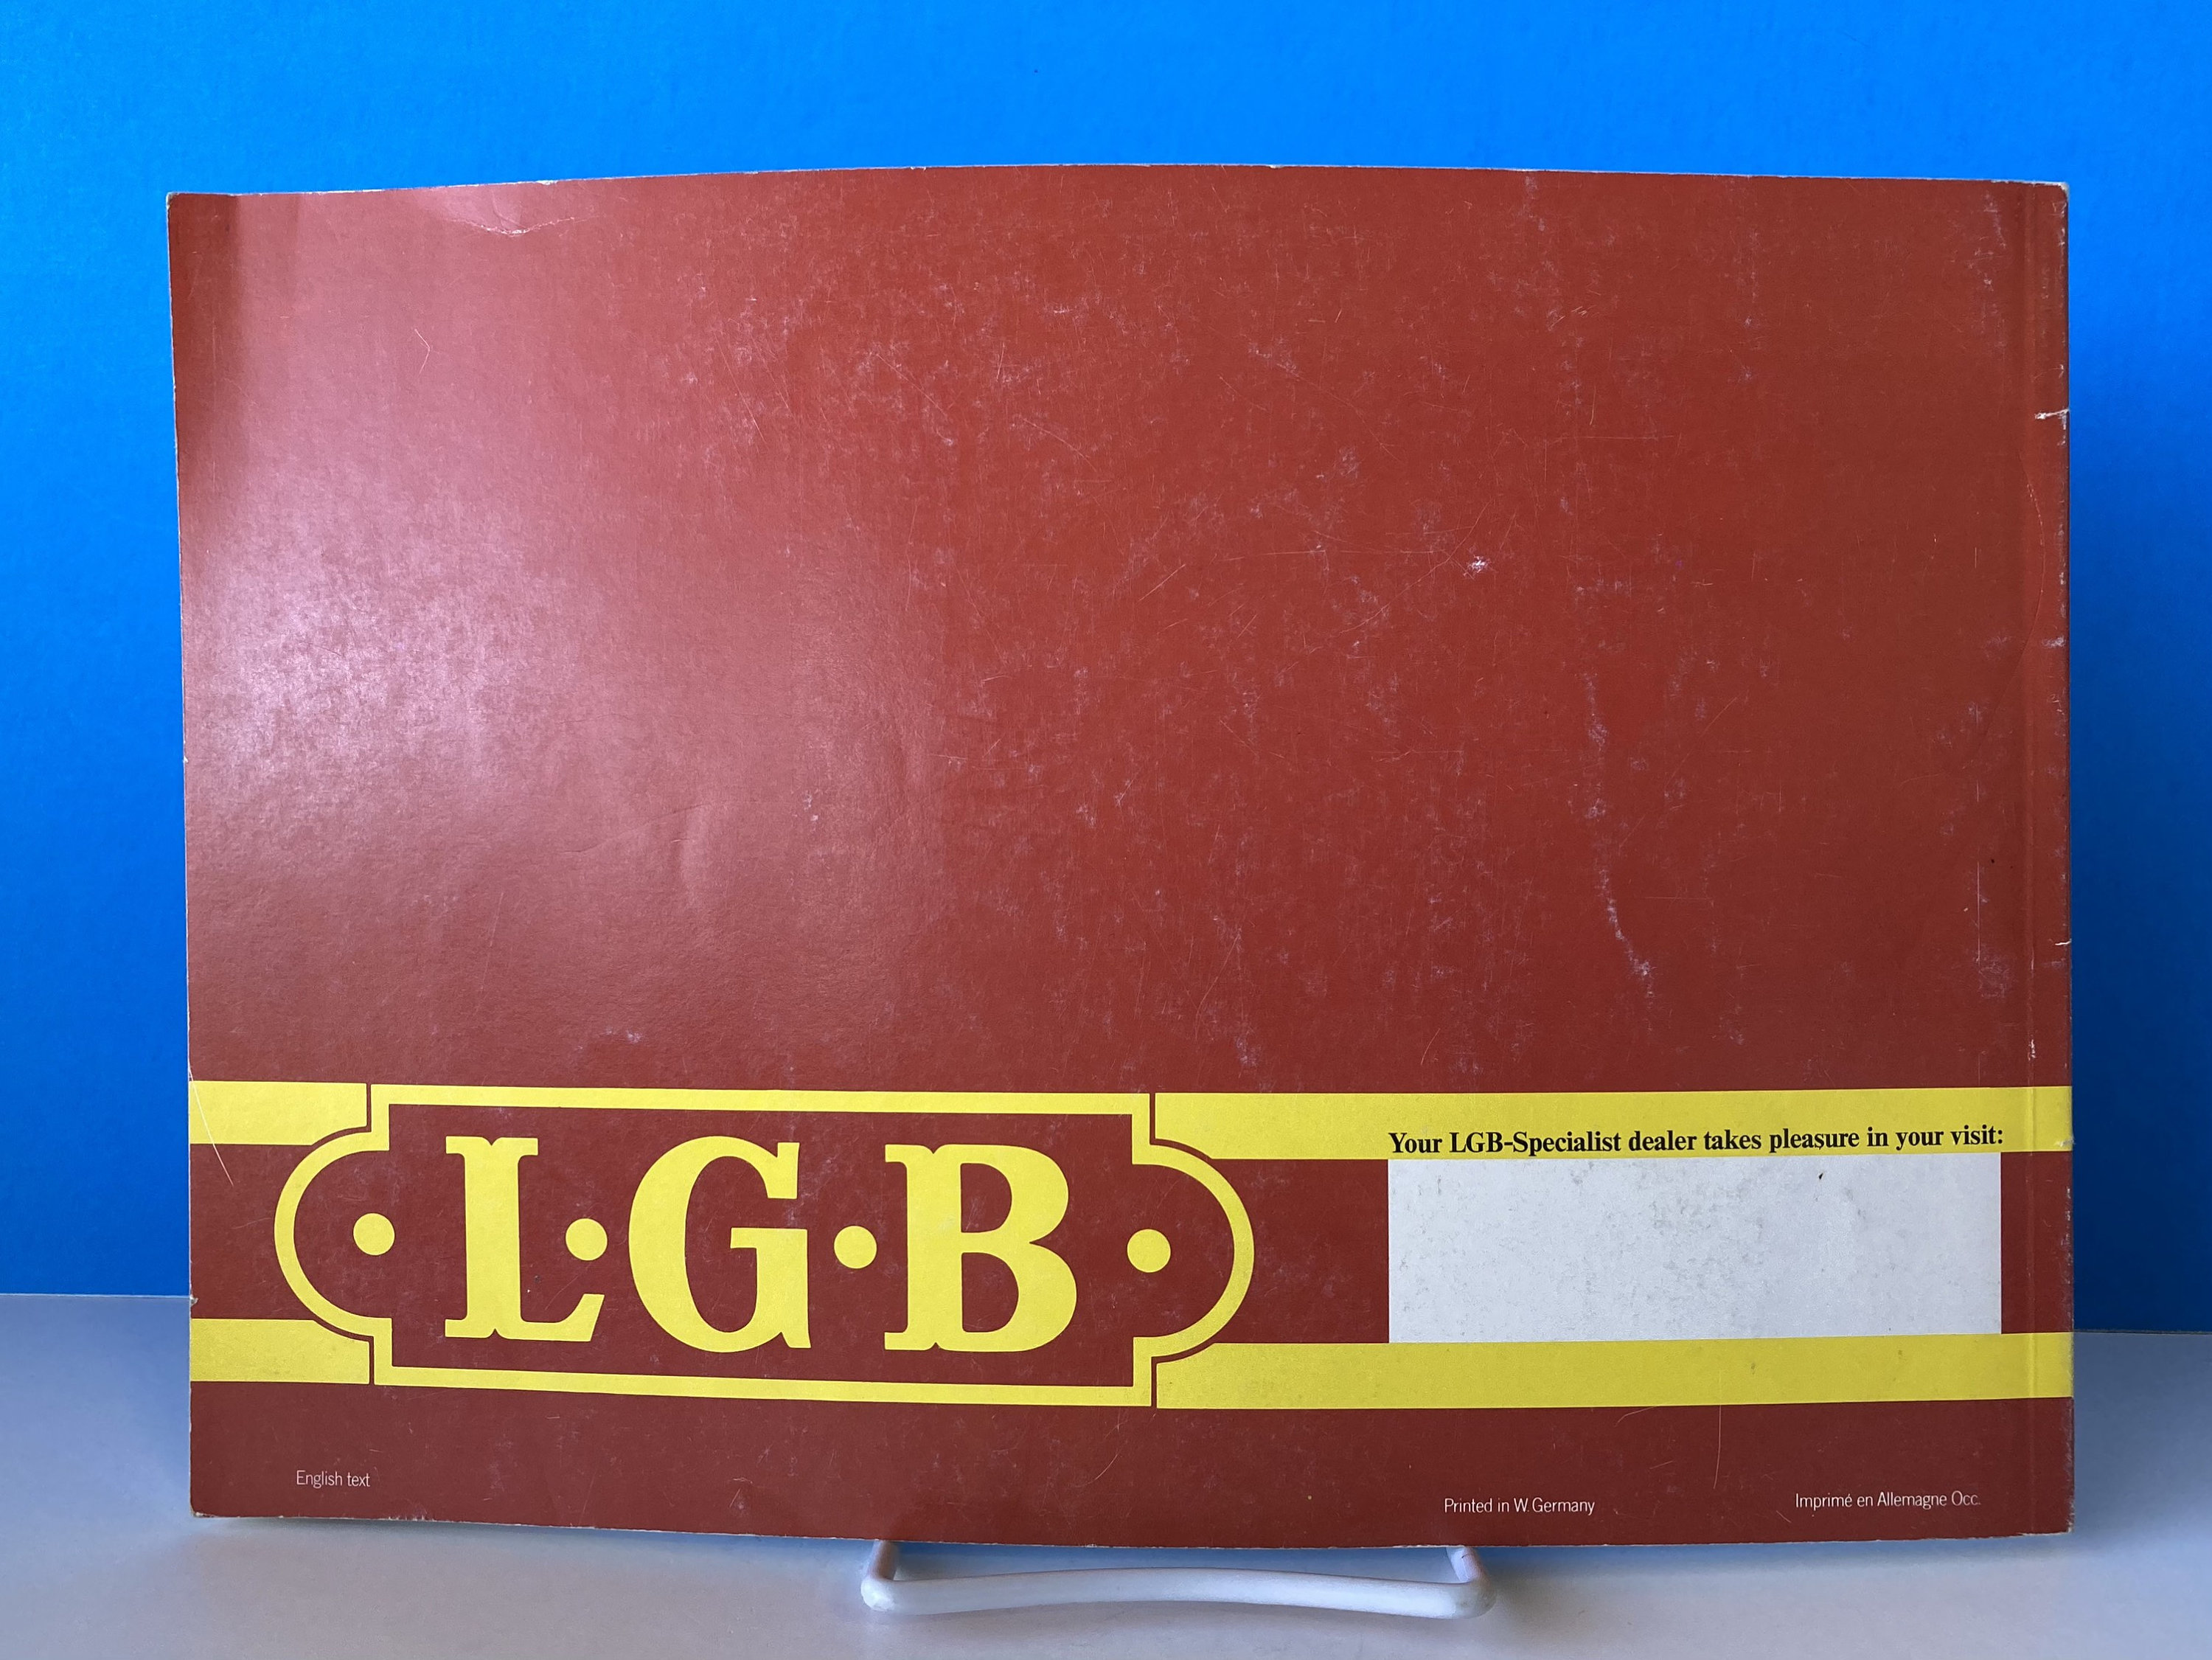 Your LGB-Specialist dealer takes pleasure in your visit:
L·G·B
English text
Printed in W. Germany
Imprimé en Allemagne Occ.